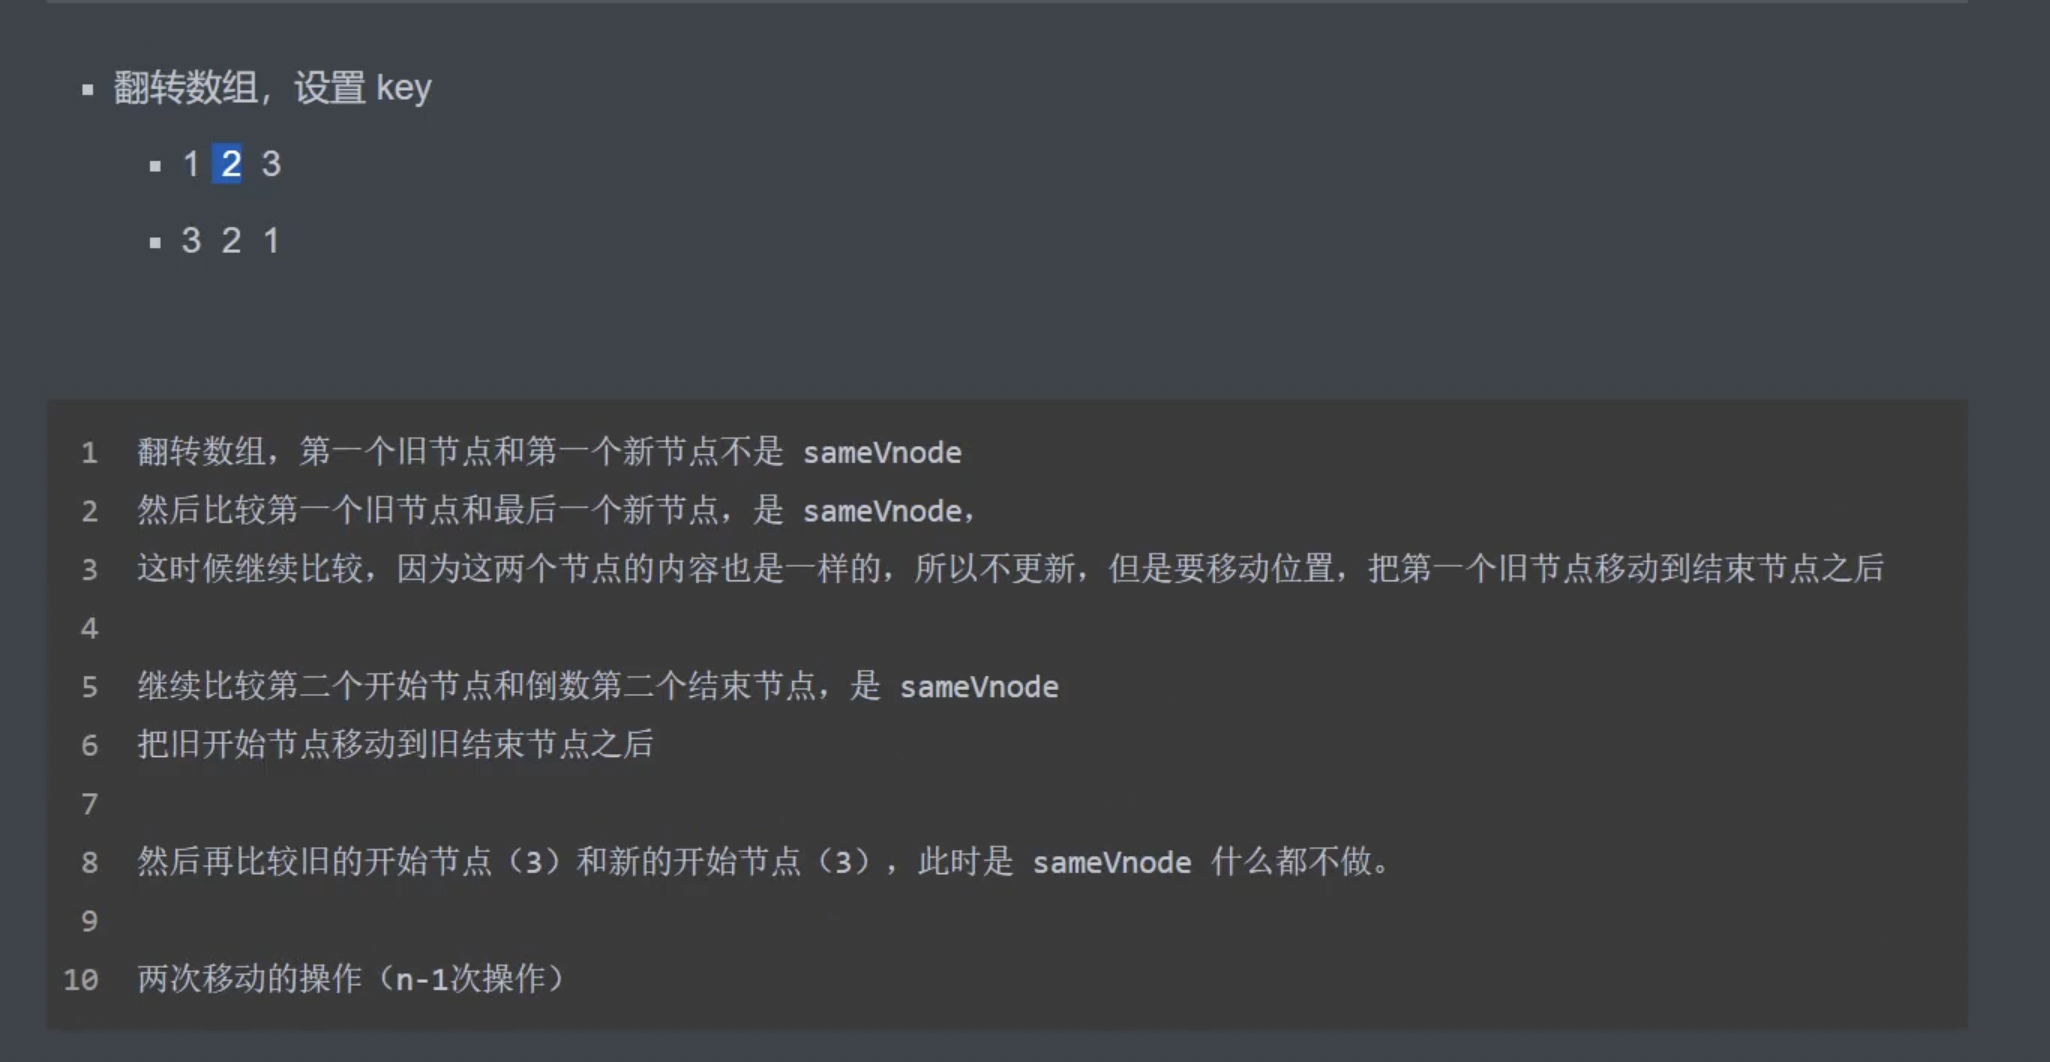 翻转数组，设置 key
1 2 3
3 2 1
1 翻转数组，第一个旧节点和第一个新节点不是 sameVnode
2 然后比较第一个旧节点和最后一个新节点，是 sameVnode，
3 这时候继续比较，因为这两个节点的内容也是一样的，所以不更新，但是要移动位置，把第一个旧节点移动到结束节点之后
4
5 继续比较第二个开始节点和倒数第二个结束节点，是 sameVnode
6 把旧开始节点移动到旧结束节点之后
7
8 然后再比较旧的开始节点（3）和新的开始节点（3），此时是 sameVnode 什么都不做。
9
10 两次移动的操作（n-1次操作）